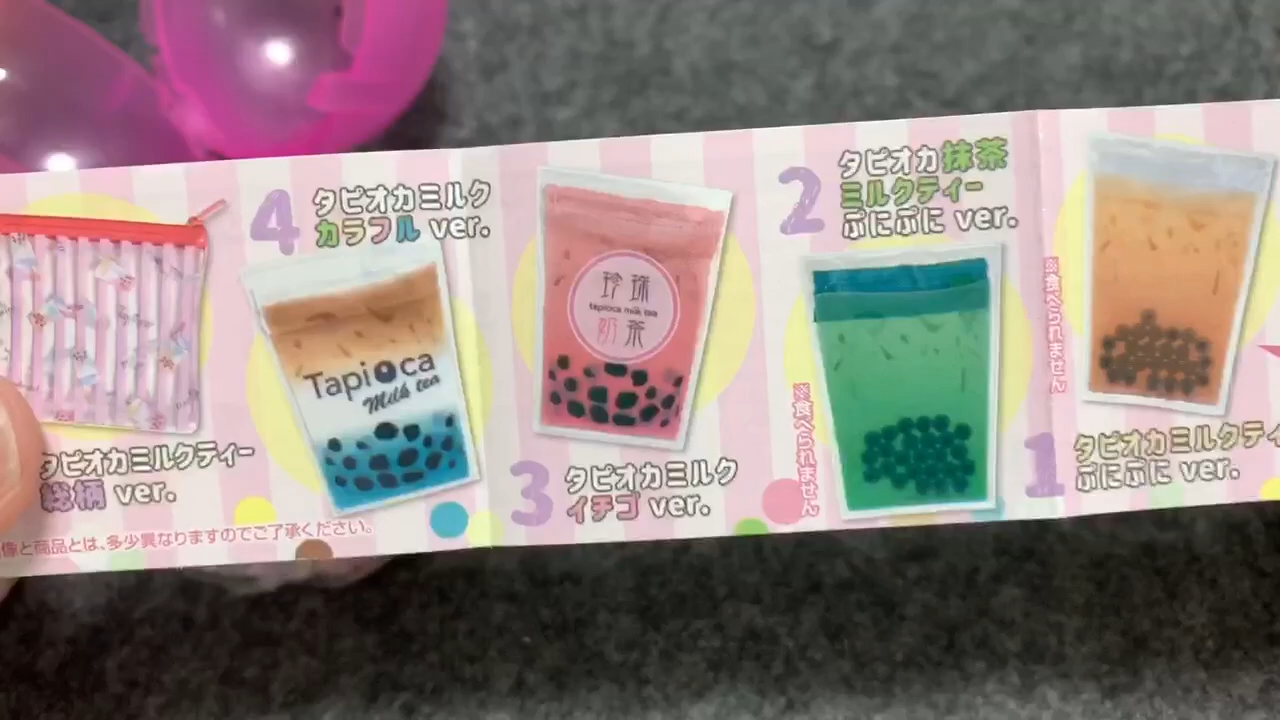 タピオカミルクティー
総柄 ver.
像と商品とは、多少異なりますのでご了承ください。
4
タピオカミルク
カラフル ver.
Tapioca
Milk tea
珍珠
tapioca milk tea
奶茶
3
タピオカミルク
イチゴ ver.
2
タピオカ抹茶
ミルクティー
ぷにぷに ver.
※食べられません
※食べられません
1
タピオカミルクティ
ぷにぷに ver.